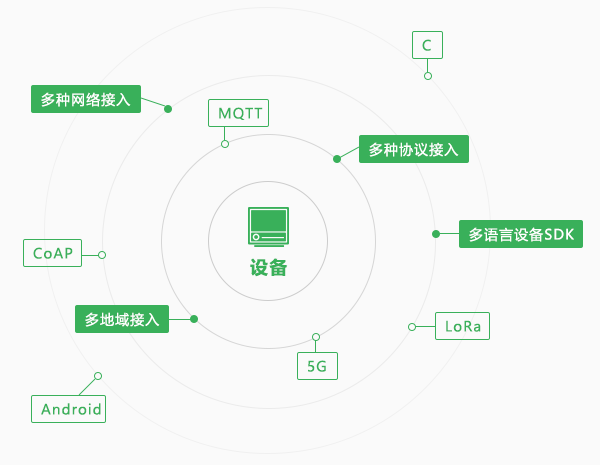 C
多种网络接入
MQTT
多种协议接入
多语言设备SDK
CoAP
设备
多地域接入
LoRa
5G
Android